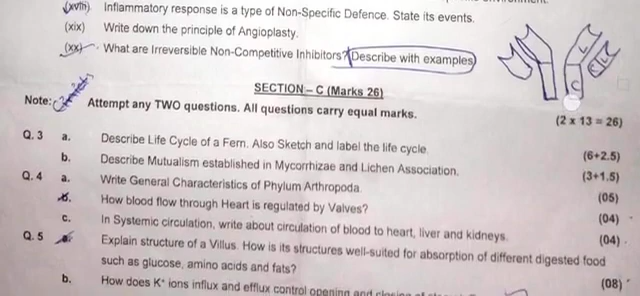 (xviii) Inflammatory response is a type of Non-Specific Defence. State its events.
(xix) Write down the principle of Angioplasty.
(xx) What are Irreversible Non-Competitive Inhibitors? Describe with examples
SECTION – C (Marks 26)
Note: Attempt any TWO questions. All questions carry equal marks. (2 x 13 = 26)
Q. 3 a. Describe Life Cycle of a Fern. Also Sketch and label the life cycle. (6+2.5)
b. Describe Mutualism established in Mycorrhizae and Lichen Association. (3+1.5)
Q. 4 a. Write General Characteristics of Phylum Arthropoda. (05)
b. How blood flow through Heart is regulated by Valves? (04)
c. In Systemic circulation, write about circulation of blood to heart, liver and kidneys. (04)
Q. 5 a. Explain structure of a Villus. How is its structures well-suited for absorption of different digested food
such as glucose, amino acids and fats? (08)
b. How does K⁺ ions influx and efflux control opening and closing of
L
C L
C